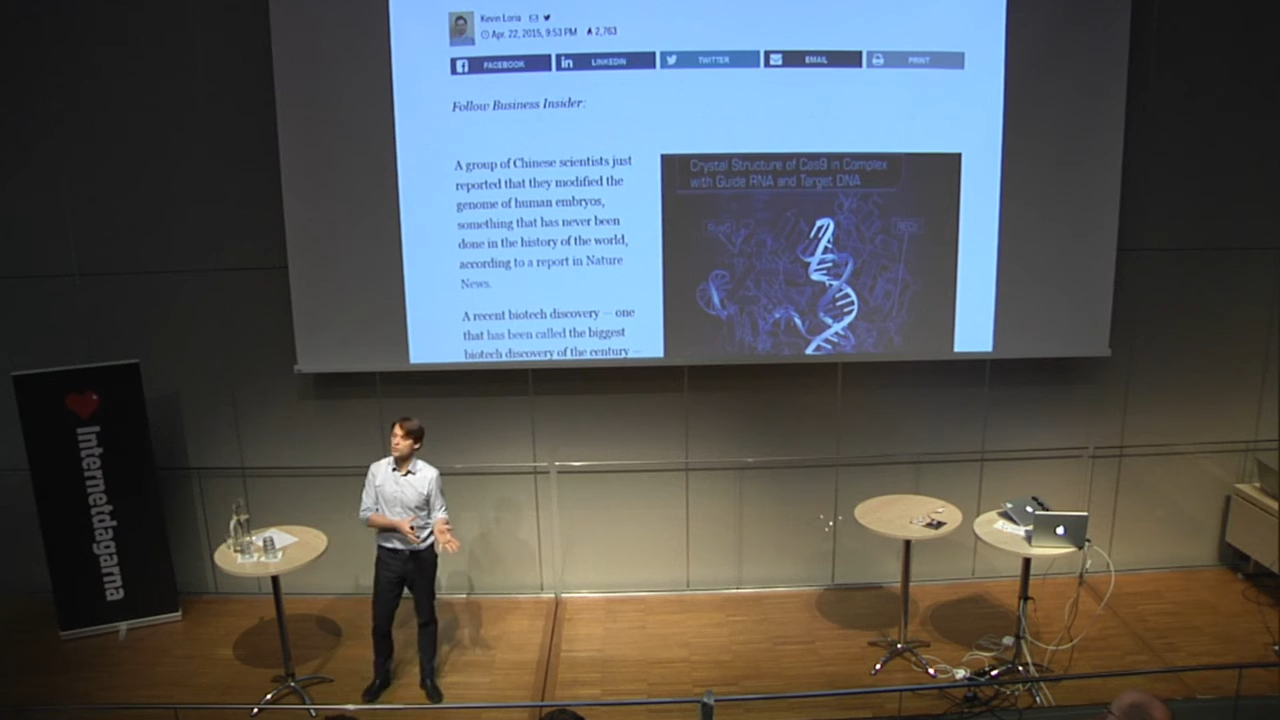 Kevin Loria
Apr. 22, 2015, 9:53 PM 2,763
FACEBOOK
LINKEDIN
TWITTER
EMAIL
PRINT
Follow Business Insider:
A group of Chinese scientists just
reported that they modified the
genome of human embryos,
something that has never been
done in the history of the world,
according to a report in Nature
News.
A recent biotech discovery — one
that has been called the biggest
biotech discovery of the century —
Crystal Structure of Cas9 in Complex
with Guide RNA and Target DNA
Internetdagarna